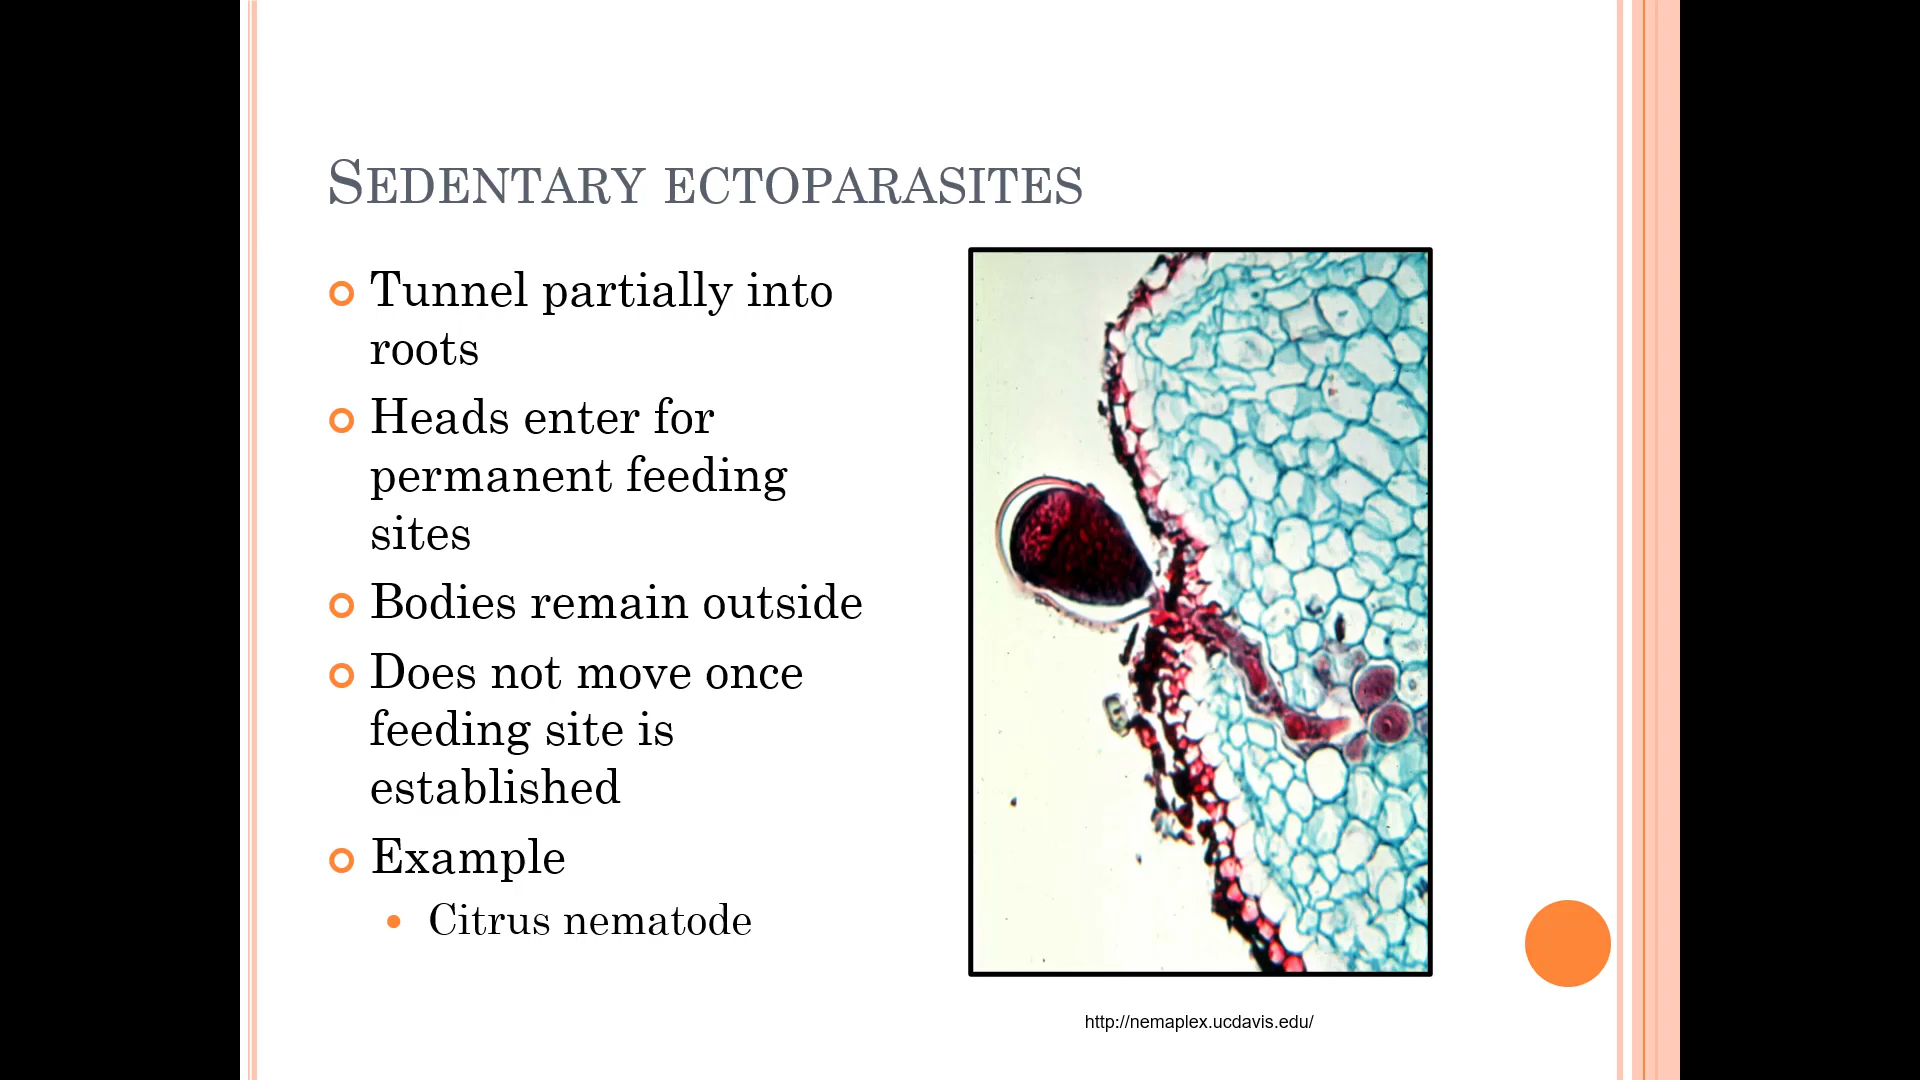 SEDENTARY ECTOPARASITES
Tunnel partially into
roots
Heads enter for
permanent feeding
sites
Bodies remain outside
Does not move once
feeding site is
established
Example
Citrus nematode
http://nemaplex.ucdavis.edu/